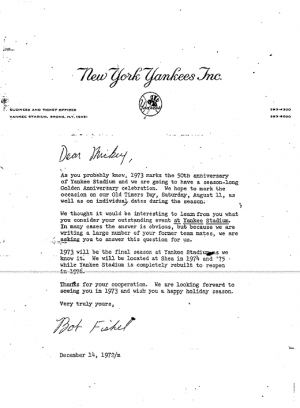 New York Yankees Inc.
BUSINESS AND TICKET OFFICES
YANKEE STADIUM, BRONX, N.Y. 10451
293-4300
Dear Mickey,
As you probably know, 1973 marks the 50th anniversary
of Yankee Stadium and we are going to have a season-long
Golden Anniversary celebration. We hope to mark the
occasion on our Old Timers Day, Saturday, August 11, as
well as on individual dates during the season.
We thought it would be interesting to learn from you what
you consider your outstanding event at Yankee Stadium.
In many cases the answer is obvious, but because we are
writing a large number of your former team mates, we are
asking you to answer this question for us.
1973 will be the final season at Yankee Stadium as we
know it. We will be located at Shea in 1974 and '75
while Yankee Stadium is completely rebuilt to reopen
in 1976.
Thanks for your cooperation. We are looking forward to
seeing you in 1973 and wish you a happy holiday season.
Very truly yours,
Bob Fishel
December 14, 1972/m